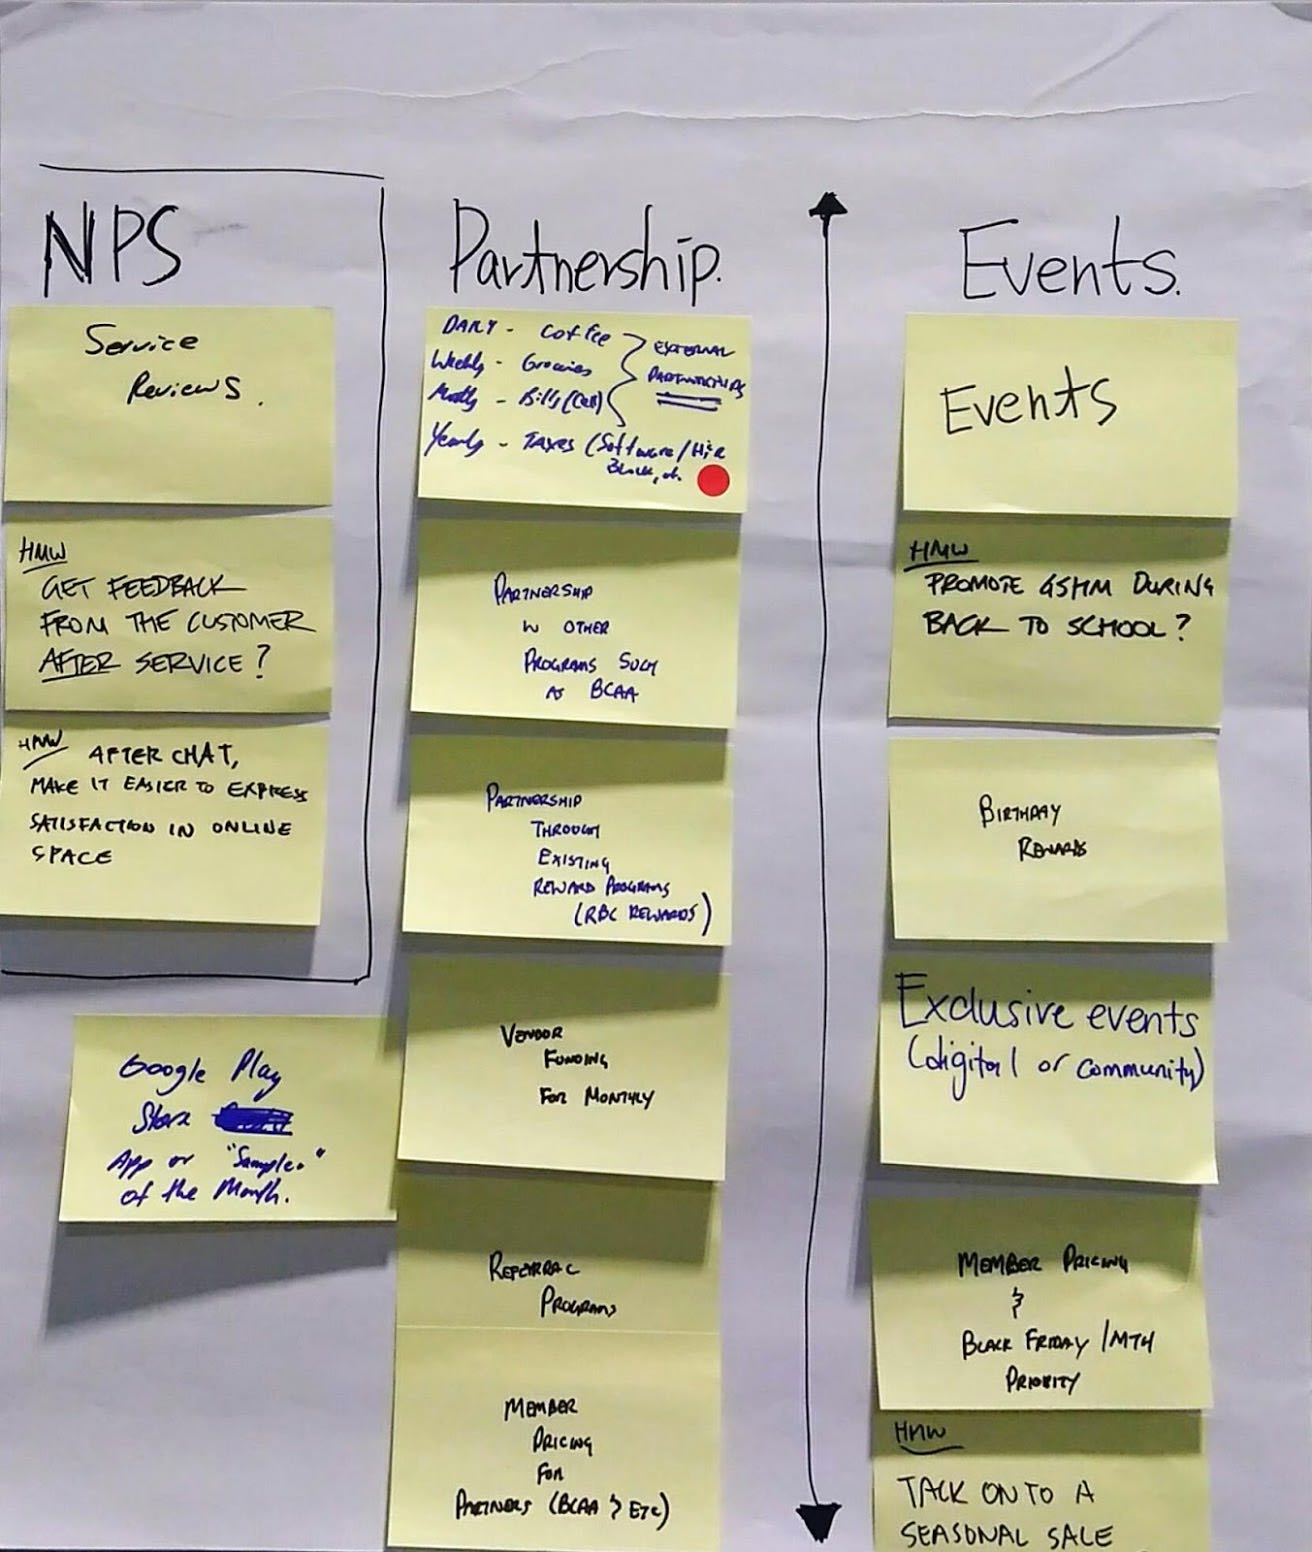 NPS
Service
Reviews.
HMW
GET FEEDBACK
FROM THE CUSTOMER
AFTER SERVICE?
HMW AFTER CHAT,
MAKE IT EASIER TO EXPRESS
SATISFACTION IN ONLINE
SPACE
Google Play
Store
App or "Sample."
of the Month.
Partnership.
DAILY - Coffee
Weekly - Groceries
Monthly - Bills (Cell)
EXTERNAL
PARTNERSHIPS
Yearly - TAXES (Software/H&R
Block, etc.
PARTNERSHIP
W OTHER
PROGRAMS SUCH
AS BCAA
PARTNERSHIP
THROUGH
EXISTING
REWARD PROGRAMS
(RBC REWARDS)
VENDOR
FUNDING
FOR MONTHLY
REFERRAL
PROGRAMS
MEMBER
PRICING
FOR
PARTNERS (BCAA & ETC)
Events.
Events
HMW
PROMOTE GSHM DURING
BACK TO SCHOOL?
BIRTHDAY
REWARDS
Exclusive events
(digital or community)
MEMBER PRICING
&
BLACK FRIDAY /MTH
PRIORITY
HMW
TACK ONTO A
SEASONAL SALE